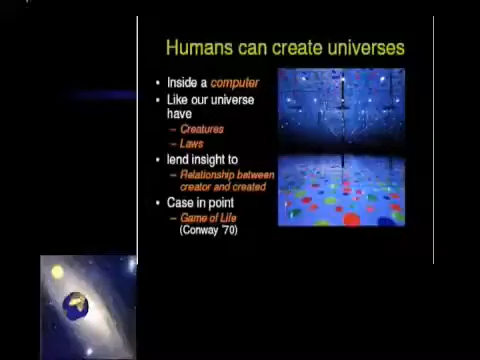 Humans can create universes
• Inside a computer
• Like our universe
have
– Creatures
– Laws
• lend insight to
– Relationship between
creator and created
• Case in point
– Game of Life
(Conway '70)